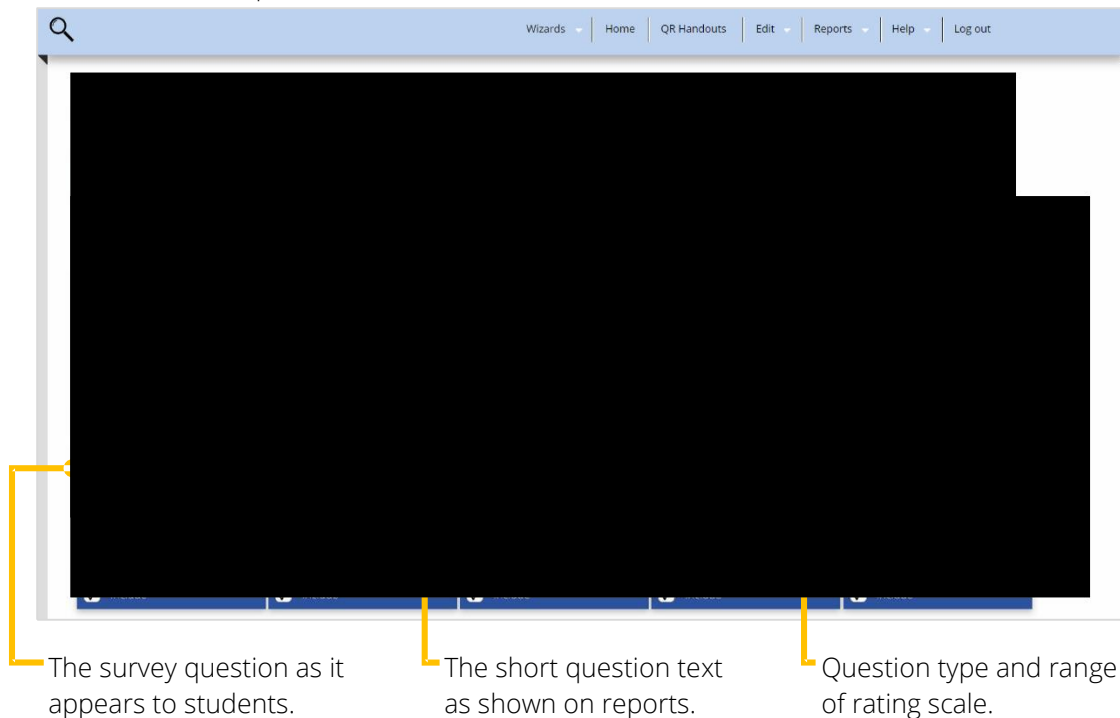 Wizards Home QR Handouts Edit Reports Help Log out
The survey question as it
appears to students.
The short question text
as shown on reports.
Question type and range
of rating scale.